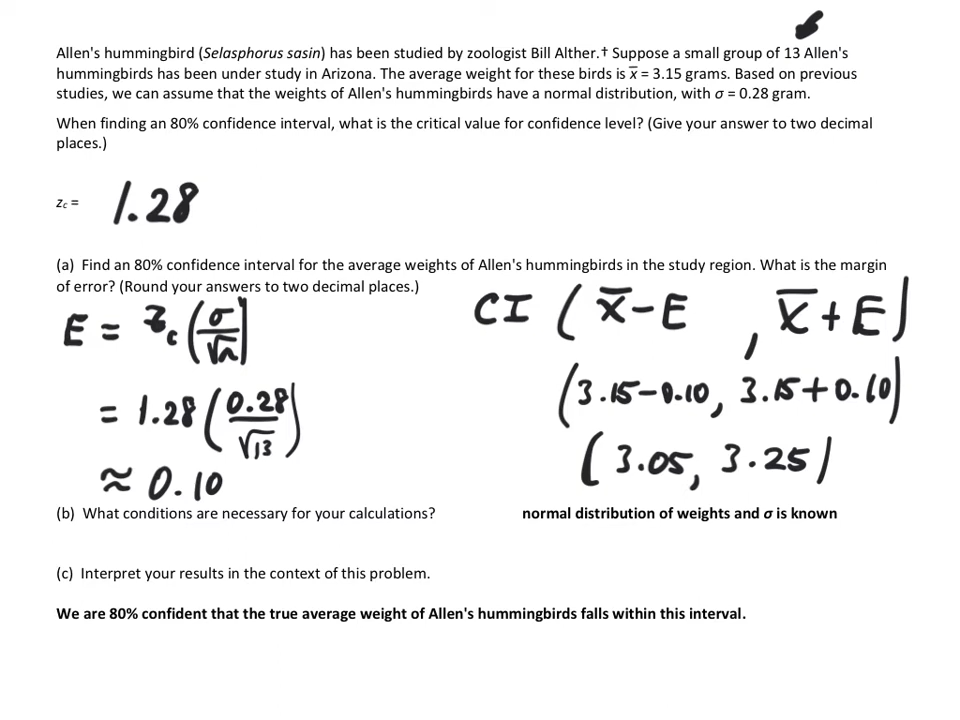 Allen's hummingbird (Selasphorus sasin) has been studied by zoologist Bill Alther.† Suppose a small group of 13 Allen's
hummingbirds has been under study in Arizona. The average weight for these birds is x̅ = 3.15 grams. Based on previous
studies, we can assume that the weights of Allen's hummingbirds have a normal distribution, with σ = 0.28 gram.
When finding an 80% confidence interval, what is the critical value for confidence level? (Give your answer to two decimal
places.)
z_c = 1.28
(a) Find an 80% confidence interval for the average weights of Allen's hummingbirds in the study region. What is the margin
of error? (Round your answers to two decimal places.)
E = z_c (σ/√n)
= 1.28 (0.28/√13)
≈ 0.10
CI (x̅-E, x̅+E)
(3.15-0.10, 3.15+0.10)
(3.05, 3.25)
(b) What conditions are necessary for your calculations? normal distribution of weights and σ is known
(c) Interpret your results in the context of this problem.
We are 80% confident that the true average weight of Allen's hummingbirds falls within this interval.